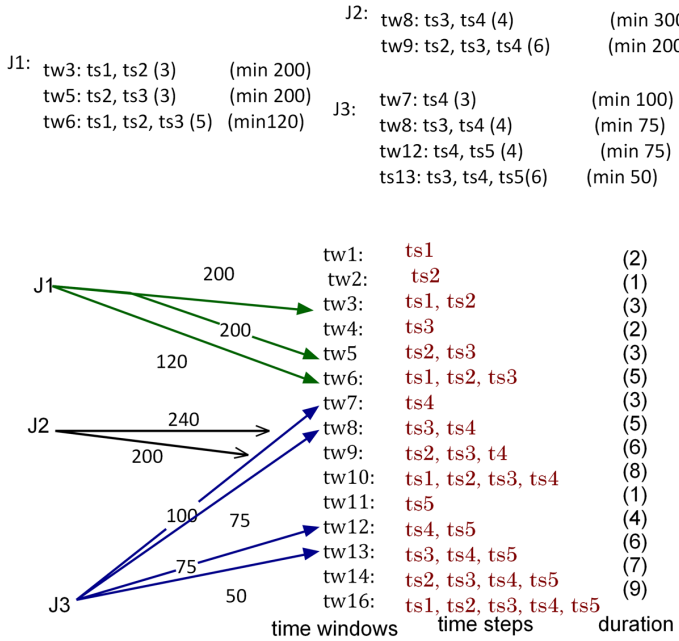 J1:
tw3: ts1, ts2 (3) (min 200)
tw5: ts2, ts3 (3) (min 200)
tw6: ts1, ts2, ts3 (5) (min120)
J2:
tw8: ts3, ts4 (4) (min 300
tw9: ts2, ts3, ts4 (6) (min 200
J3:
tw7: ts4 (3) (min 100)
tw8: ts3, ts4 (4) (min 75)
tw12: ts4, ts5 (4) (min 75)
ts13: ts3, ts4, ts5(6) (min 50)
J1
200
200
120
J2
240
200
J3
100
75
75
50
tw1: ts1 (2)
tw2: ts2 (1)
tw3: ts1, ts2 (3)
tw4: ts3 (2)
tw5 ts2, ts3 (3)
tw6: ts1, ts2, ts3 (5)
tw7: ts4 (3)
tw8: ts3, ts4 (5)
tw9: ts2, ts3, t4 (6)
tw10: ts1, ts2, ts3, ts4 (8)
tw11: ts5 (1)
tw12: ts4, ts5 (4)
tw13: ts3, ts4, ts5 (6)
tw14: ts2, ts3, ts4, ts5 (7)
tw16: ts1, ts2, ts3, ts4, ts5 (9)
time windows time steps duration